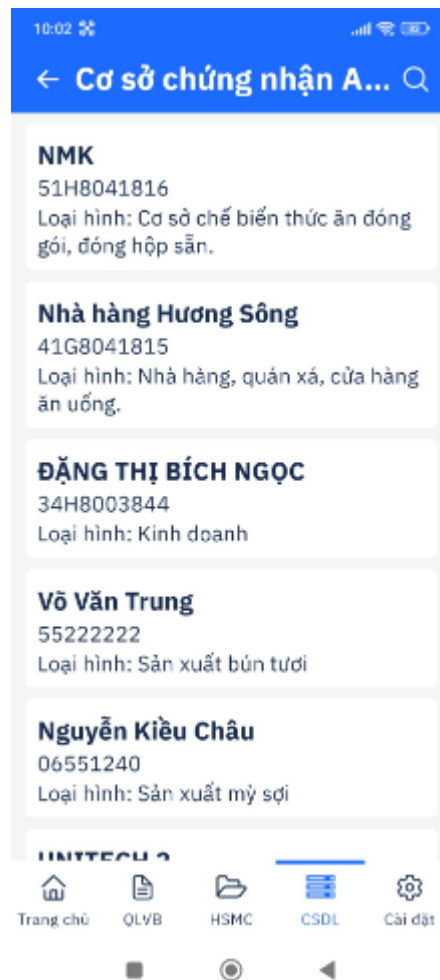 10:02
← Cơ sở chứng nhận A...
NMK
51H8041816
Loại hình: Cơ sở chế biến thức ăn đóng
gói, đóng hộp sẵn.
Nhà hàng Hương Sông
41G8041815
Loại hình: Nhà hàng, quán xá, cửa hàng
ăn uống.
ĐẶNG THỊ BÍCH NGỌC
34H8003844
Loại hình: Kinh doanh
Võ Văn Trung
55222222
Loại hình: Sản xuất bún tươi
Nguyễn Kiều Châu
06551240
Loại hình: Sản xuất mỳ sợi
UNITECH 2
Trang chủ QLVB HSMC CSDL Cài đặt